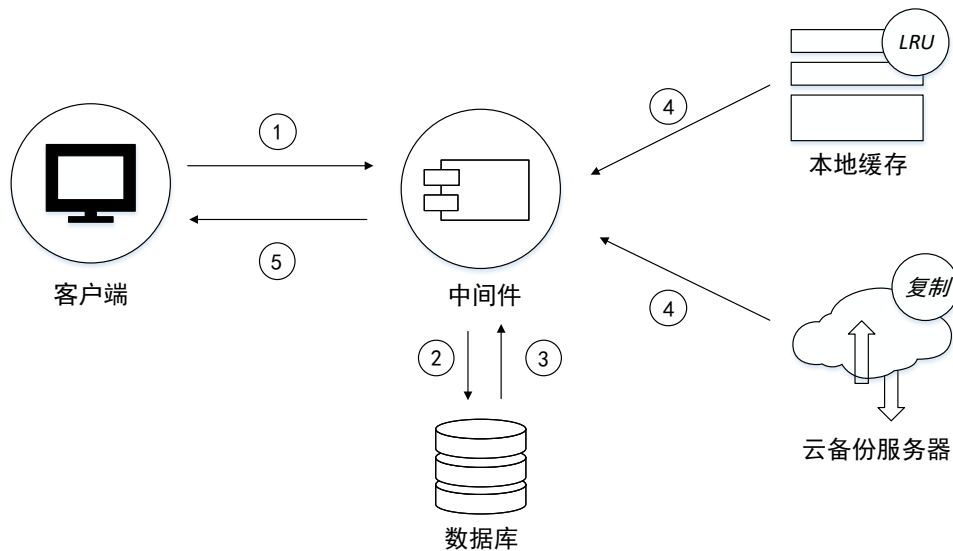 LRU
①
④
本地缓存
⑤
客户端
中间件
④
复制
②
③
云备份服务器
数据库